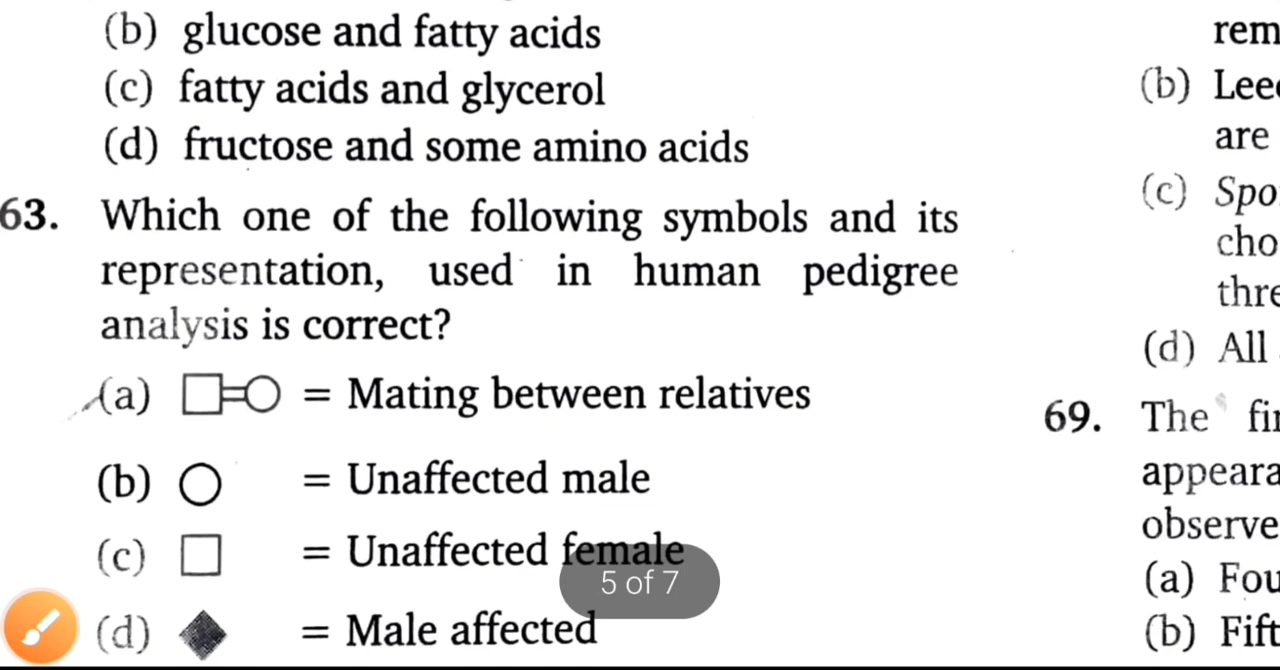 (b) glucose and fatty acids
(c) fatty acids and glycerol
(d) fructose and some amino acids
63. Which one of the following symbols and its
representation, used in human pedigree
analysis is correct?
(a) = Mating between relatives
(b) = Unaffected male
(c) = Unaffected female
(d) = Male affected
5 of 7
rem
(b) Lee
are
(c) Spo
cho
thre
(d) All
69. The fir
appeara
observe
(a) Fou
(b) Fift